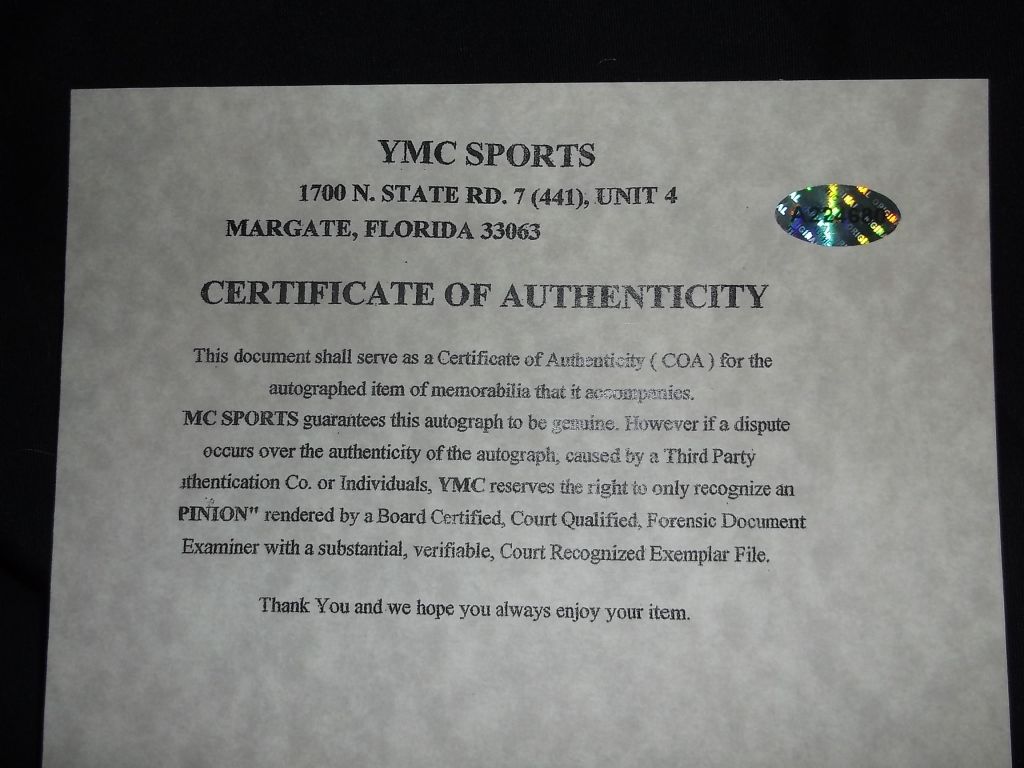 YMC SPORTS
1700 N. STATE RD. 7 (441), UNIT 4
MARGATE, FLORIDA 33063
CERTIFICATE OF AUTHENTICITY
This document shall serve as a Certificate of Authenticity ( COA ) for the
autographed item of memorabilia that it accompanies.
MC SPORTS guarantees this autograph to be genuine. However if a dispute
occurs over the authenticity of the autograph, caused by a Third Party
thentication Co. or Individuals, YMC reserves the right to only recognize an
PINION" rendered by a Board Certified, Court Qualified, Forensic Document
Examiner with a substantial, verifiable, Court Recognized Exemplar File.
Thank You and we hope you always enjoy your item.